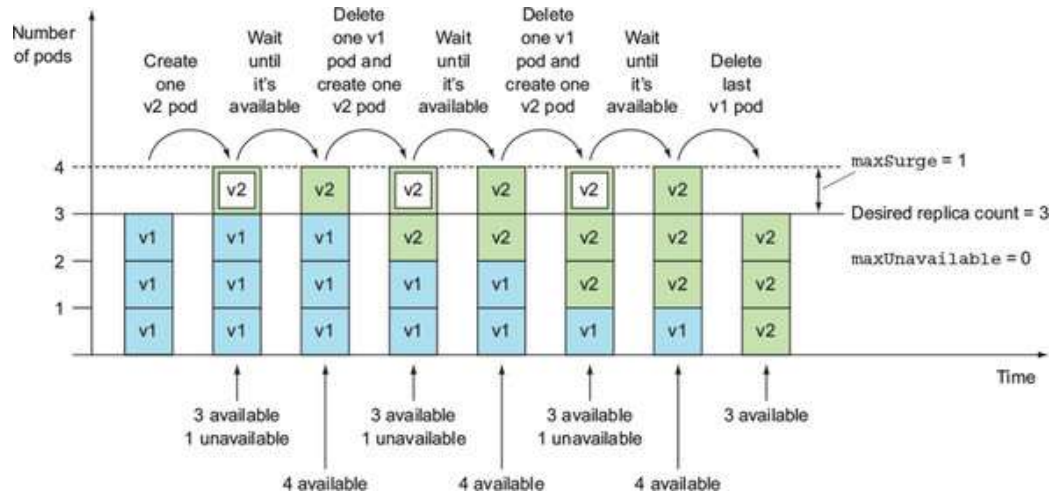 Number
of pods
Create
one
v2 pod
Wait
until
it's
available
Delete
one v1
pod and
create one
v2 pod
Wait
until
it's
available
Delete
one v1
pod and
create one
v2 pod
Wait
until
it's
available
Delete
last
v1 pod
4
v2
v2
v2
v2
v2
v2
maxSurge = 1
3
Desired replica count = 3
v1
v1
v1
v2
v2
v2
v2
v2
2
maxUnavailable = 0
v1
v1
v1
v1
v1
v2
v2
v2
1
v1
v1
v1
v1
v1
v1
v1
v2
Time
3 available
1 unavailable
3 available
1 unavailable
3 available
1 unavailable
3 available
4 available
4 available
4 available